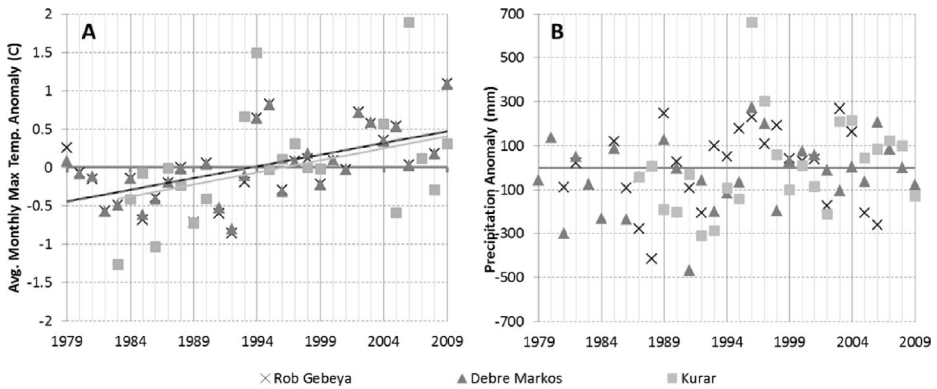 A
Avg. Monthly Max Temp. Anomaly (C)
2
1.5
1
0.5
0
-0.5
-1
-1.5
-2
1979 1984 1989 1994 1999 2004 2009
B
Precipitation Anomaly (mm)
700
500
300
100
-100
-300
-500
-700
1979 1984 1989 1994 1999 2004 2009
Rob Gebeya Debre Markos Kurar